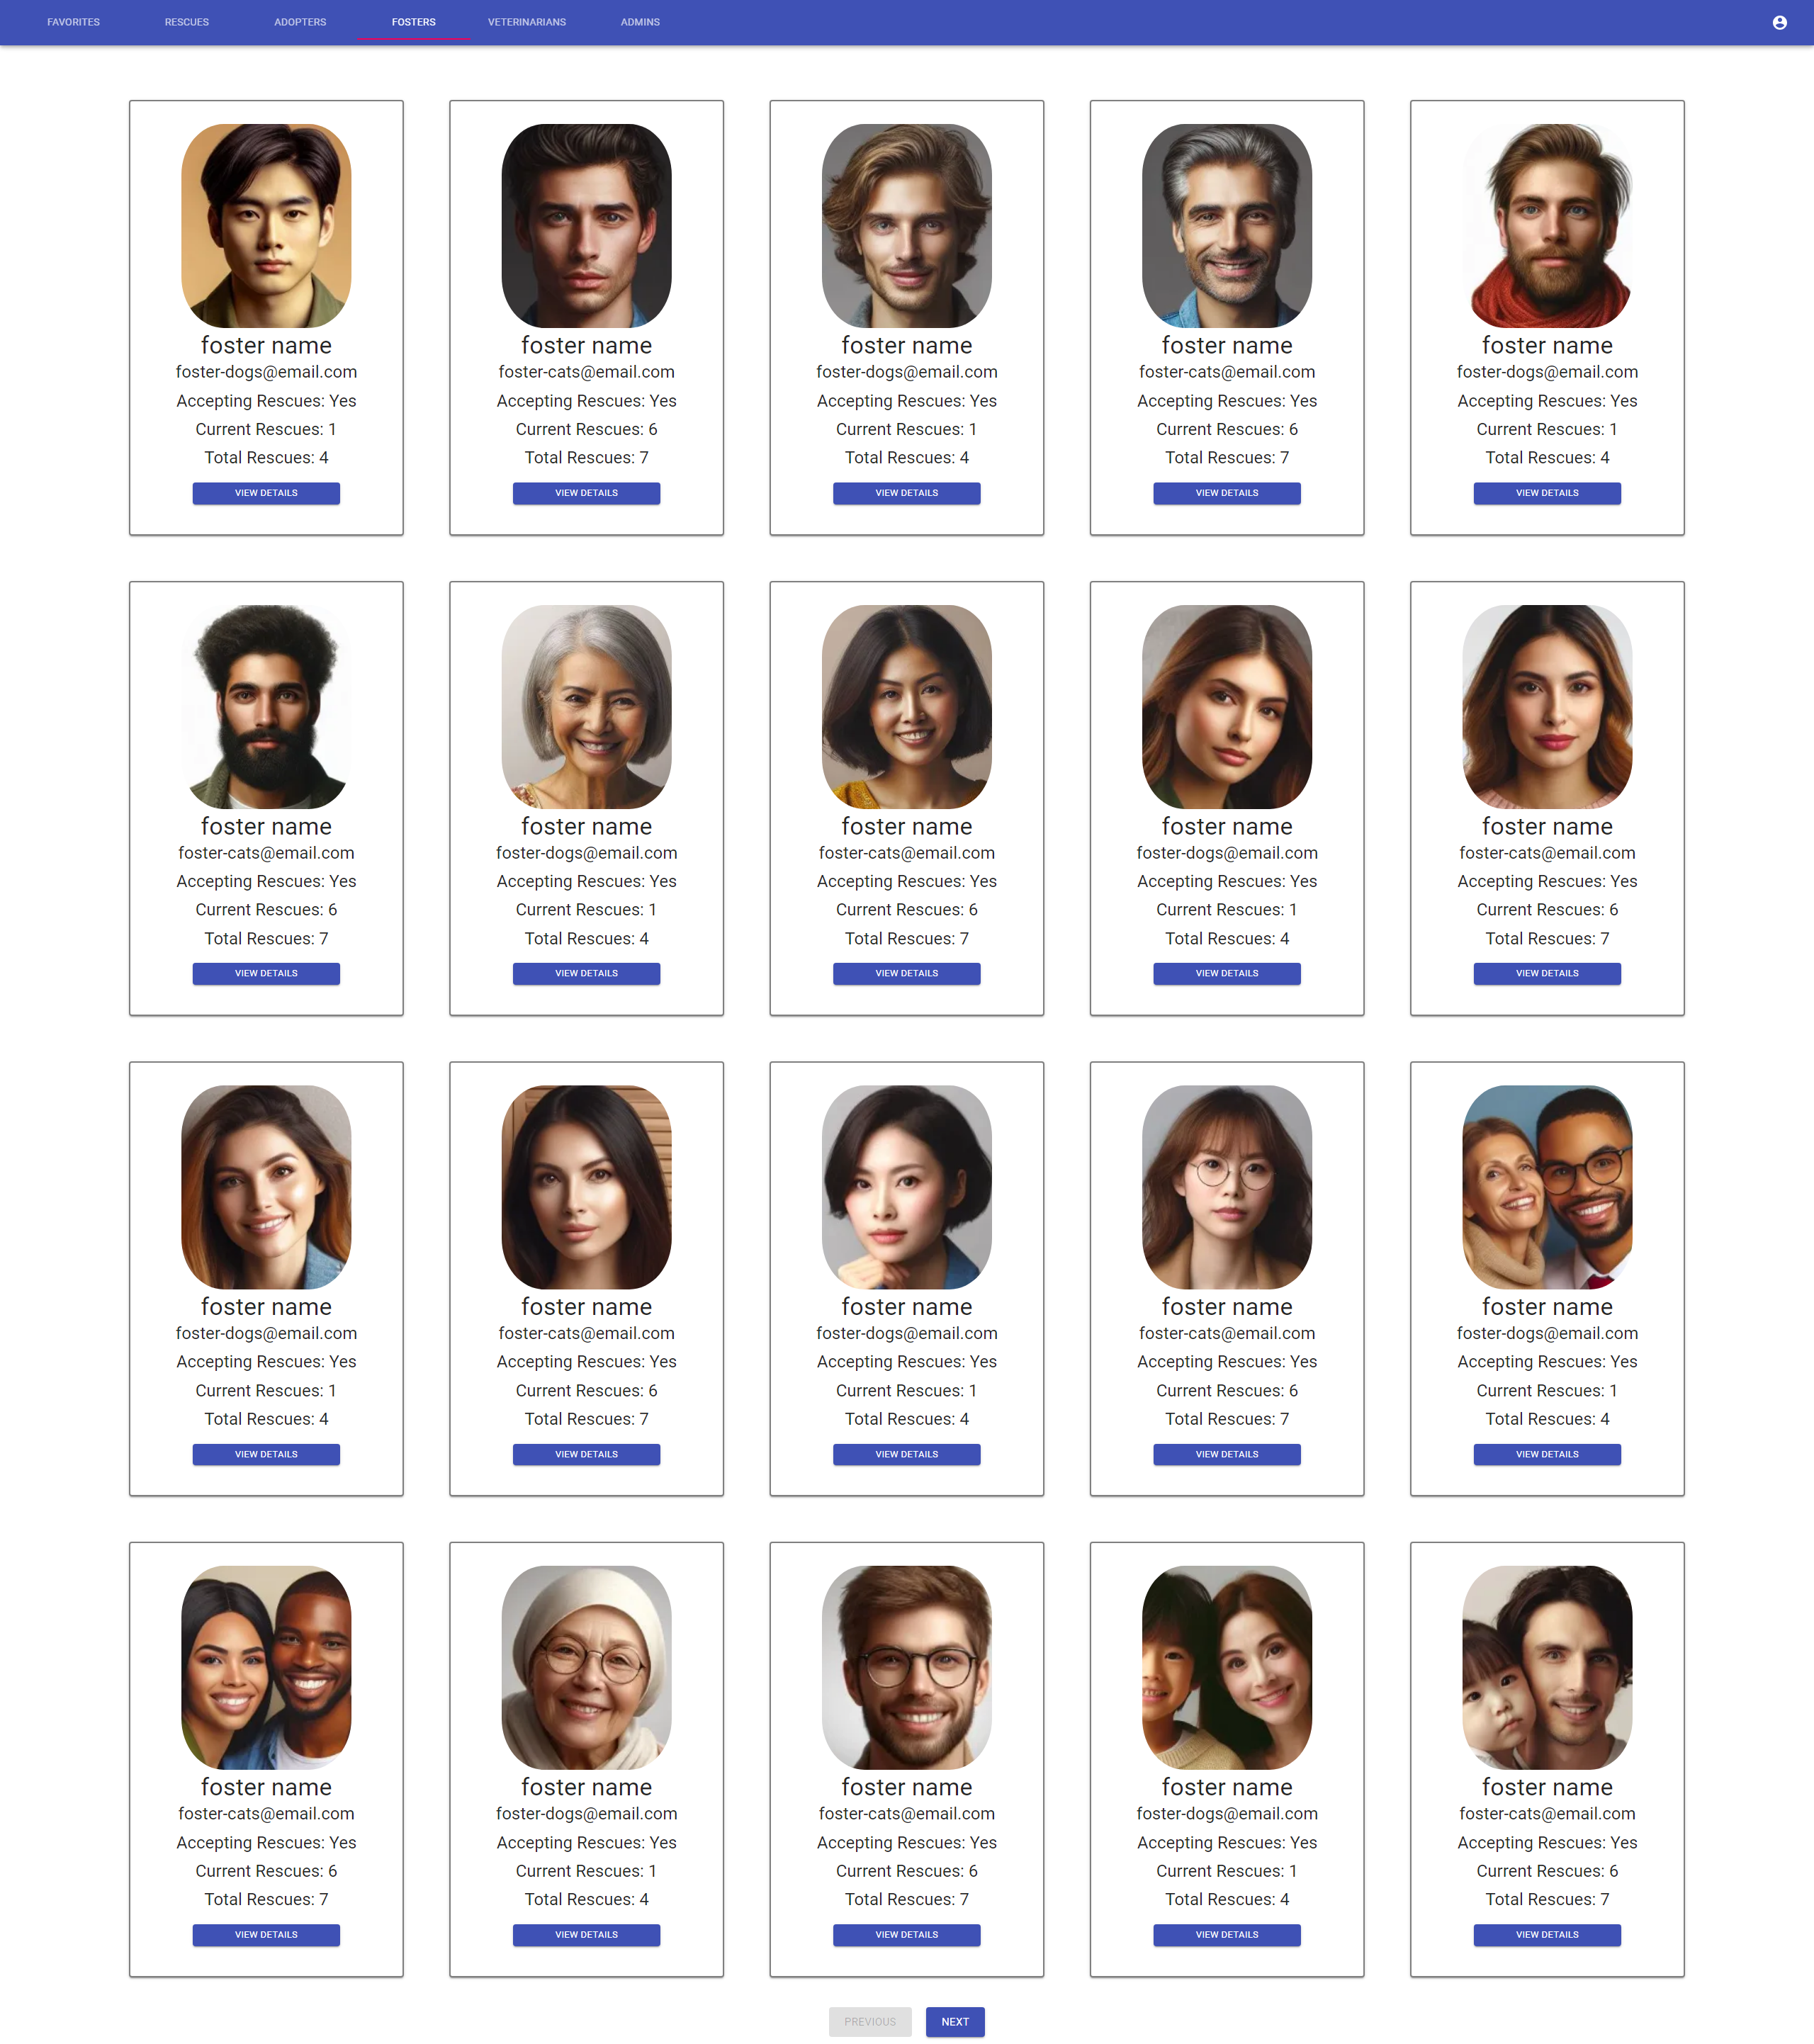 FAVORITES RESCUES ADOPTERS FOSTERS VETERINARIANS ADMINS
foster name foster name foster name foster name foster name
foster-dogs@email.com foster-cats@email.com foster-dogs@email.com foster-cats@email.com foster-dogs@email.com
Accepting Rescues: Yes Accepting Rescues: Yes Accepting Rescues: Yes Accepting Rescues: Yes Accepting Rescues: Yes
Current Rescues: 1 Current Rescues: 6 Current Rescues: 1 Current Rescues: 6 Current Rescues: 1
Total Rescues: 4 Total Rescues: 7 Total Rescues: 4 Total Rescues: 7 Total Rescues: 4
VIEW DETAILS VIEW DETAILS VIEW DETAILS VIEW DETAILS VIEW DETAILS
foster name foster name foster name foster name foster name
foster-cats@email.com foster-dogs@email.com foster-cats@email.com foster-dogs@email.com foster-cats@email.com
Accepting Rescues: Yes Accepting Rescues: Yes Accepting Rescues: Yes Accepting Rescues: Yes Accepting Rescues: Yes
Current Rescues: 6 Current Rescues: 1 Current Rescues: 6 Current Rescues: 1 Current Rescues: 6
Total Rescues: 7 Total Rescues: 4 Total Rescues: 7 Total Rescues: 4 Total Rescues: 7
VIEW DETAILS VIEW DETAILS VIEW DETAILS VIEW DETAILS VIEW DETAILS
foster name foster name foster name foster name foster name
foster-dogs@email.com foster-cats@email.com foster-dogs@email.com foster-cats@email.com foster-dogs@email.com
Accepting Rescues: Yes Accepting Rescues: Yes Accepting Rescues: Yes Accepting Rescues: Yes Accepting Rescues: Yes
Current Rescues: 1 Current Rescues: 6 Current Rescues: 1 Current Rescues: 6 Current Rescues: 1
Total Rescues: 4 Total Rescues: 7 Total Rescues: 4 Total Rescues: 7 Total Rescues: 4
VIEW DETAILS VIEW DETAILS VIEW DETAILS VIEW DETAILS VIEW DETAILS
foster name foster name foster name foster name foster name
foster-cats@email.com foster-dogs@email.com foster-cats@email.com foster-dogs@email.com foster-cats@email.com
Accepting Rescues: Yes Accepting Rescues: Yes Accepting Rescues: Yes Accepting Rescues: Yes Accepting Rescues: Yes
Current Rescues: 6 Current Rescues: 1 Current Rescues: 6 Current Rescues: 1 Current Rescues: 6
Total Rescues: 7 Total Rescues: 4 Total Rescues: 7 Total Rescues: 4 Total Rescues: 7
VIEW DETAILS VIEW DETAILS VIEW DETAILS VIEW DETAILS VIEW DETAILS
PREVIOUS NEXT